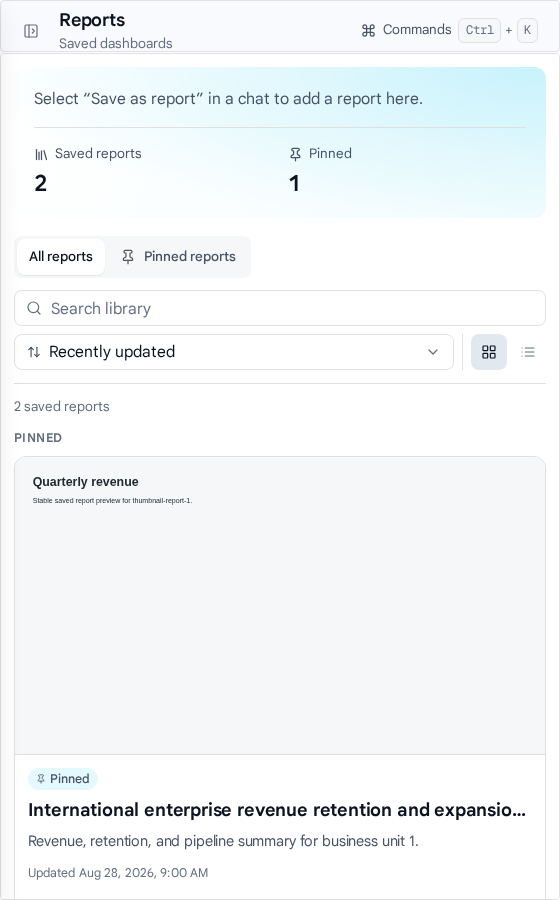 Reports
Saved dashboards
Commands Ctrl + K
Select “Save as report” in a chat to add a report here.
Saved reports
2
Pinned
1
All reports
Pinned reports
Search library
Recently updated
2 saved reports
PINNED
Quarterly revenue
Stable saved report preview for thumbnail-report-1.
Pinned
International enterprise revenue retention and expansio...
Revenue, retention, and pipeline summary for business unit 1.
Updated Aug 28, 2026, 9:00 AM